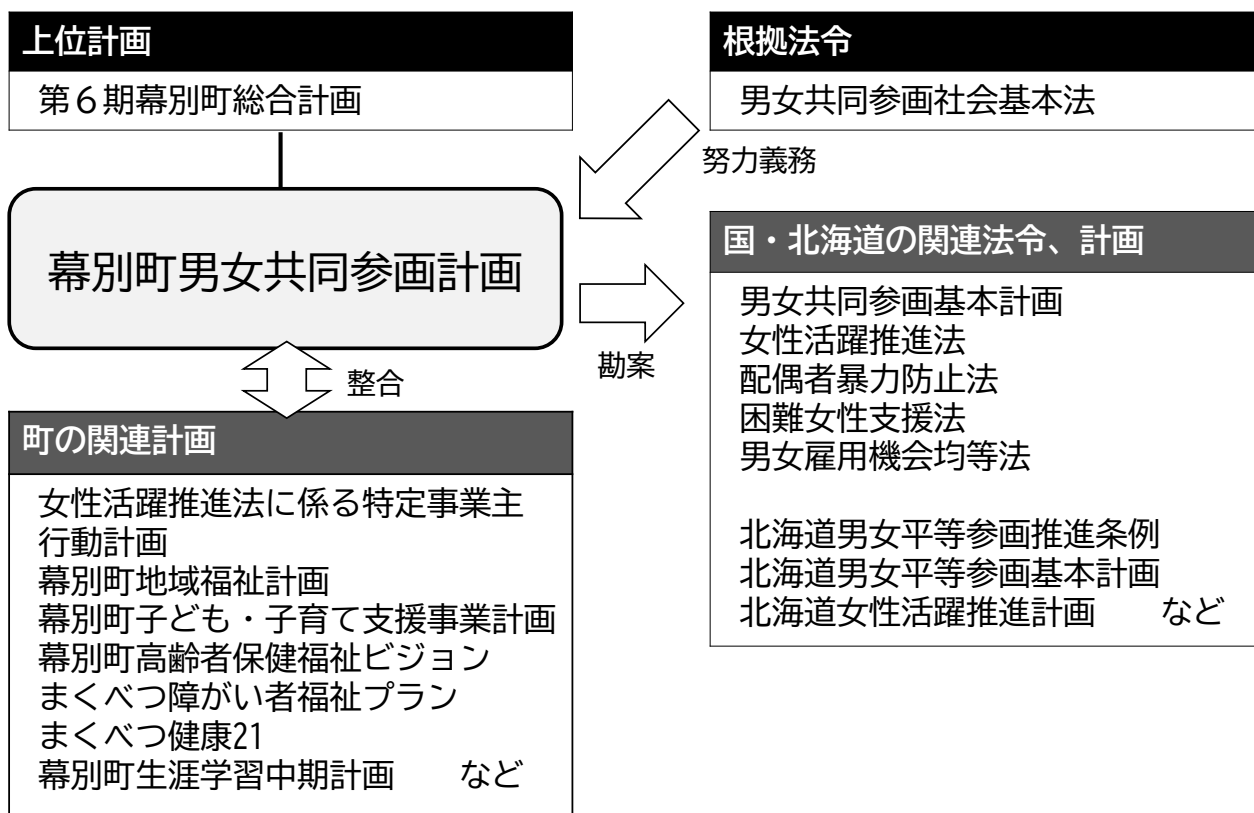 上位計画
第６期幕別町総合計画
根拠法令
男女共同参画社会基本法
努力義務
幕別町男女共同参画計画
勘案
整合
国・北海道の関連法令、計画
男女共同参画基本計画
女性活躍推進法
配偶者暴力防止法
困難女性支援法
男女雇用機会均等法
北海道男女平等参画推進条例
北海道男女平等参画基本計画
北海道女性活躍推進計画　　など
町の関連計画
女性活躍推進法に係る特定事業主
行動計画
幕別町地域福祉計画
幕別町子ども・子育て支援事業計画
幕別町高齢者保健福祉ビジョン
まくべつ障がい者福祉プラン
まくべつ健康21
幕別町生涯学習中期計画　　など